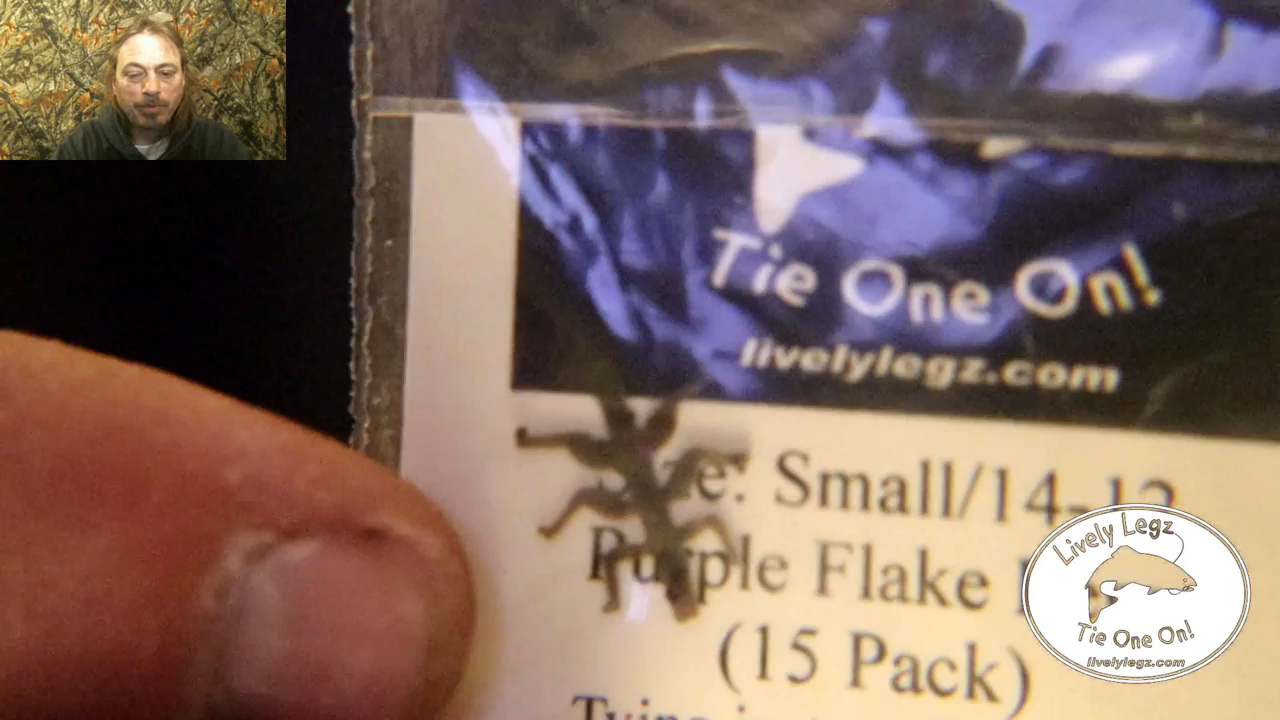 Tie One On!
livelylegz.com
Small/14-12
Purple Flake
(15 Pack)
Tying
Lively Legz
Tie One On!
livelylegz.com